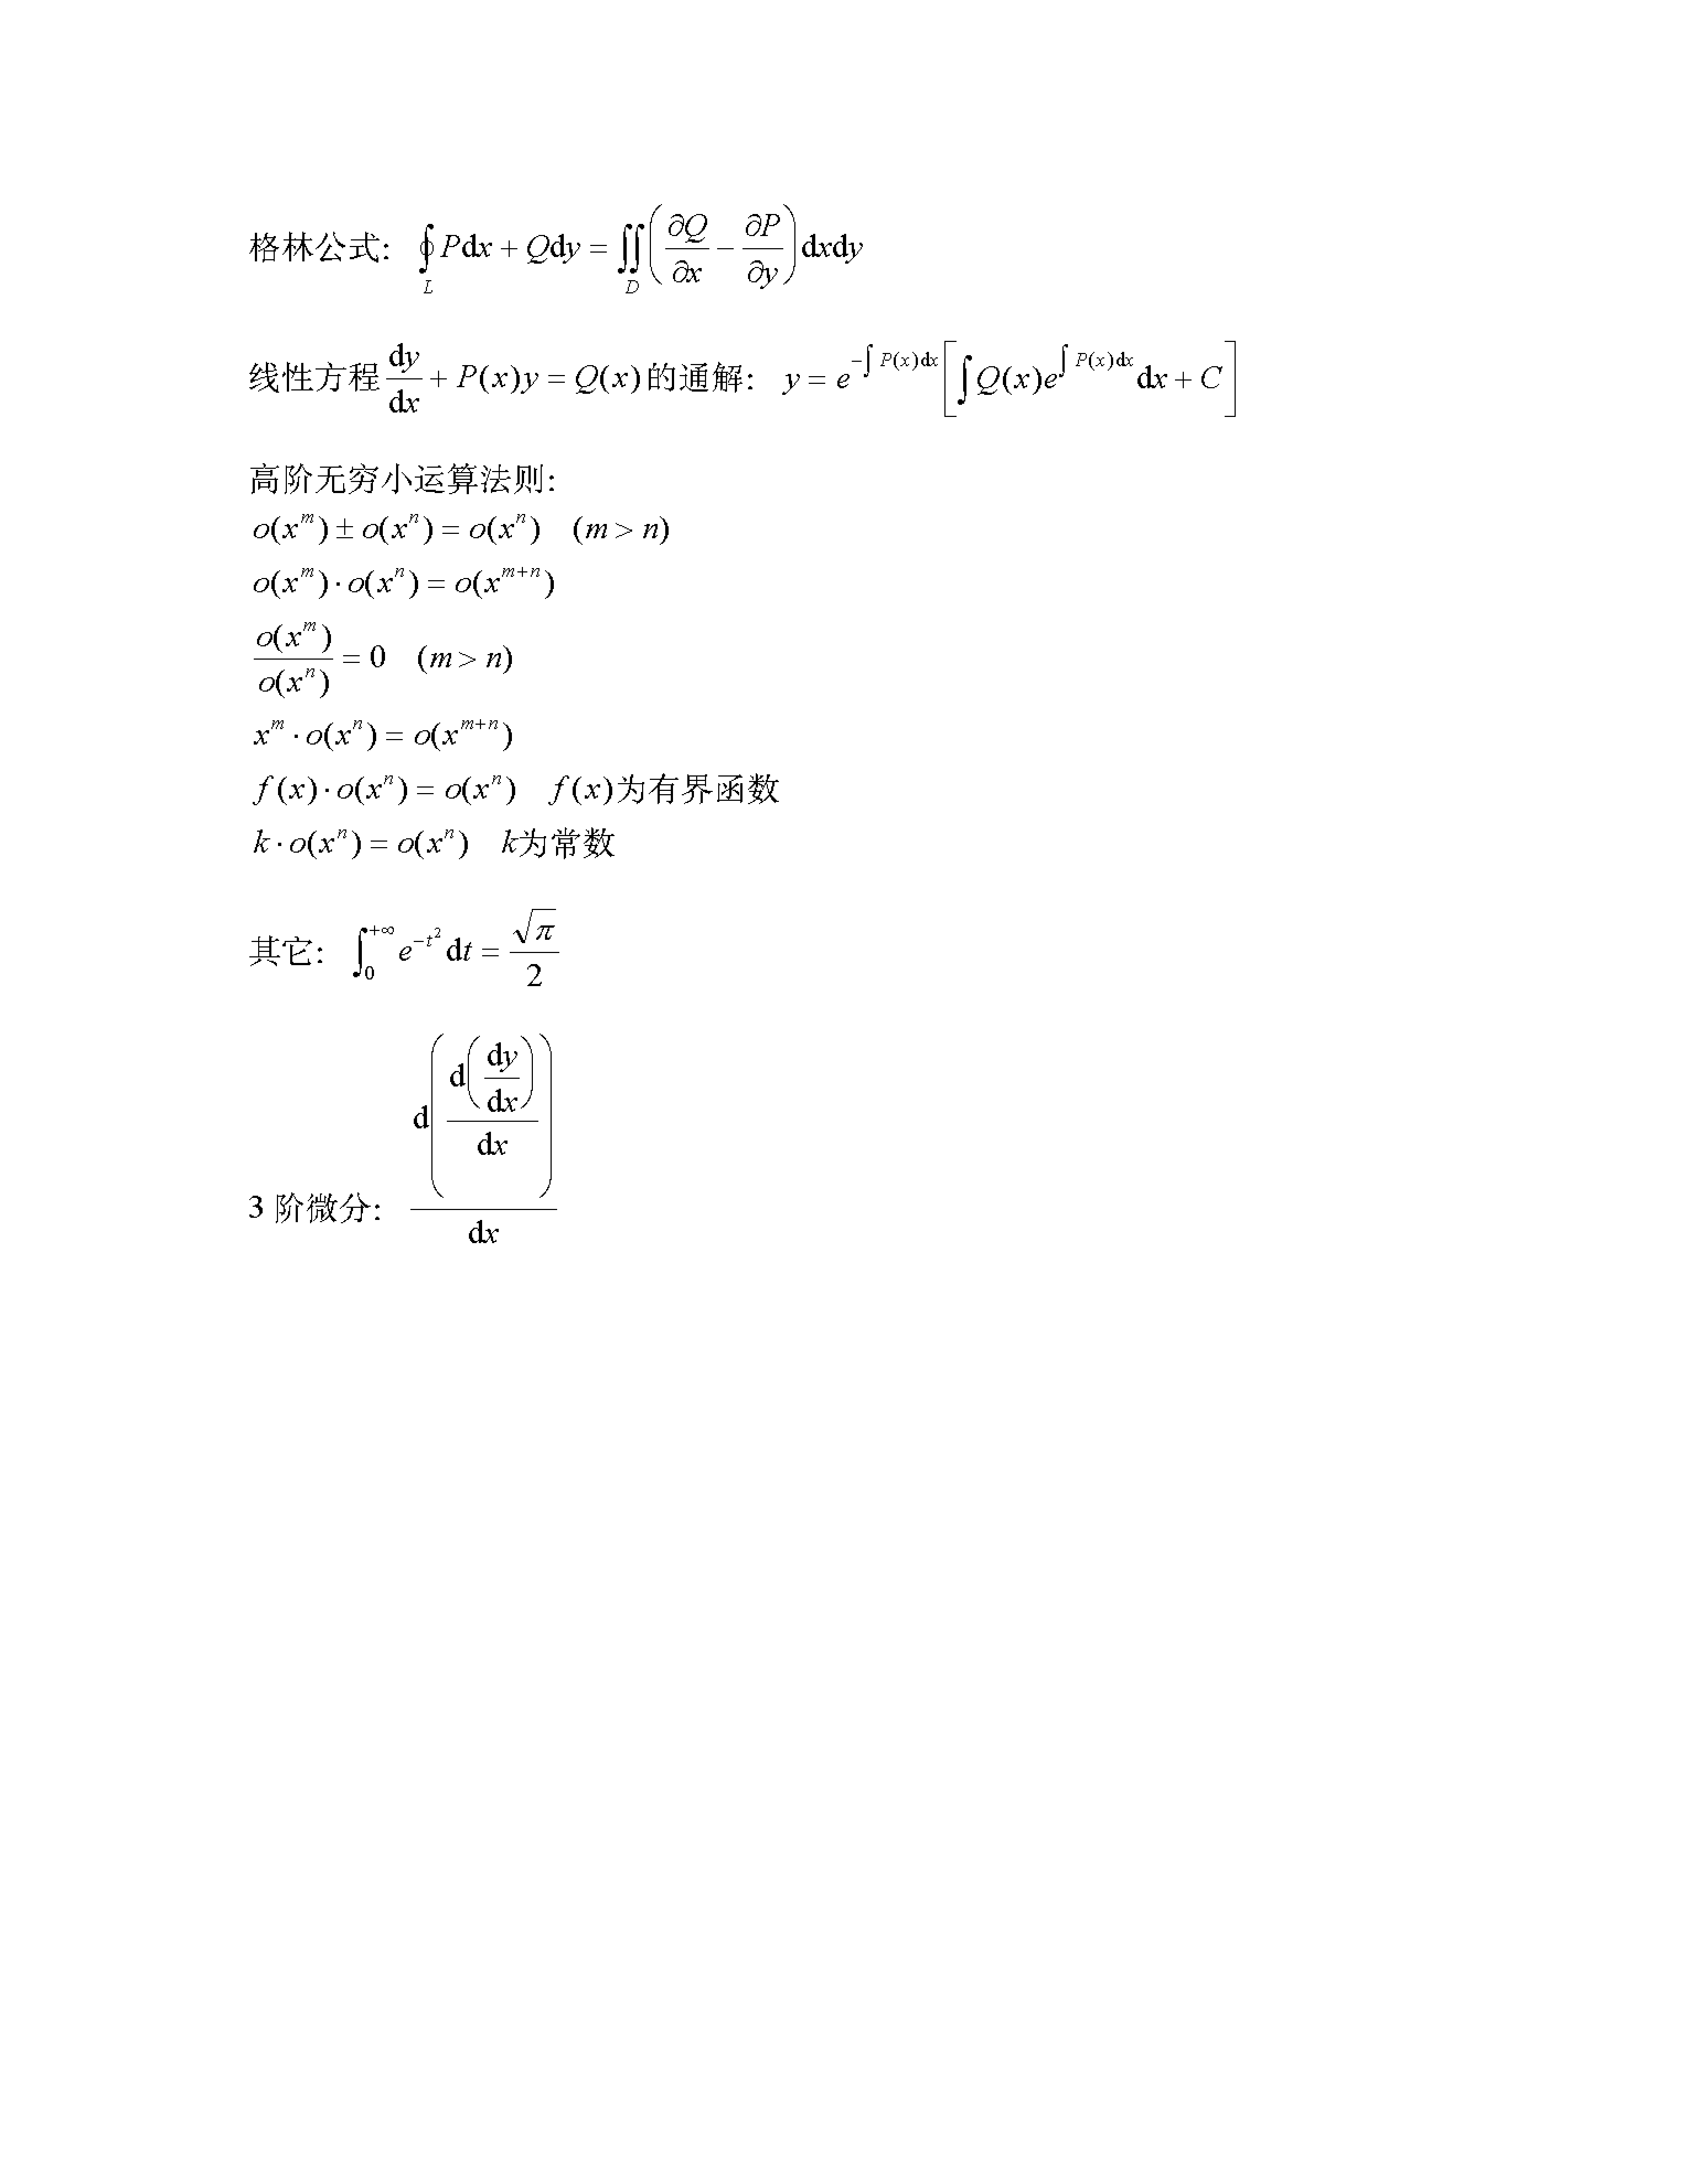 格林公式： $\oint\limits_{L} P\mathrm{d}x + Q\mathrm{d}y = \iint\limits_{D} \left( \frac{\partial Q}{\partial x} - \frac{\partial P}{\partial y} \right) \mathrm{d}x\mathrm{d}y$
线性方程 $\frac{\mathrm{d}y}{\mathrm{d}x} + P(x)y = Q(x)$ 的通解： $y = e^{-\int P(x)\mathrm{d}x} \left[ \int Q(x) e^{\int P(x)\mathrm{d}x} \mathrm{d}x + C \right]$
高阶无穷小运算法则：
$o(x^m) \pm o(x^n) = o(x^n) \quad (m > n)$
$o(x^m) \cdot o(x^n) = o(x^{m+n})$
$\frac{o(x^m)}{o(x^n)} = 0 \quad (m > n)$
$x^m \cdot o(x^n) = o(x^{m+n})$
$f(x) \cdot o(x^n) = o(x^n) \quad f(x)$为有界函数
$k \cdot o(x^n) = o(x^n) \quad k$为常数
其它： $\int_0^{+\infty} e^{-t^2} \mathrm{d}t = \frac{\sqrt{\pi}}{2}$
3 阶微分： $\frac{\mathrm{d}\left( \frac{\mathrm{d}\left( \frac{\mathrm{d}y}{\mathrm{d}x} \right)}{\mathrm{d}x} \right)}{\mathrm{d}x}$